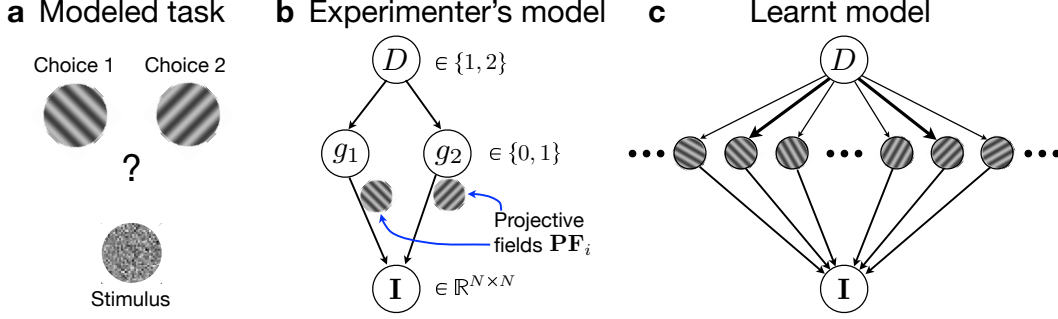 a Modeled task
Choice 1 Choice 2
?
Stimulus
b Experimenter's model
D ∈ {1, 2}
g₁ g₂ ∈ {0, 1}
Projective
fields PFᵢ
I ∈ ℝᴺˣᴺ
c Learnt model
D
••• ••• •••
I